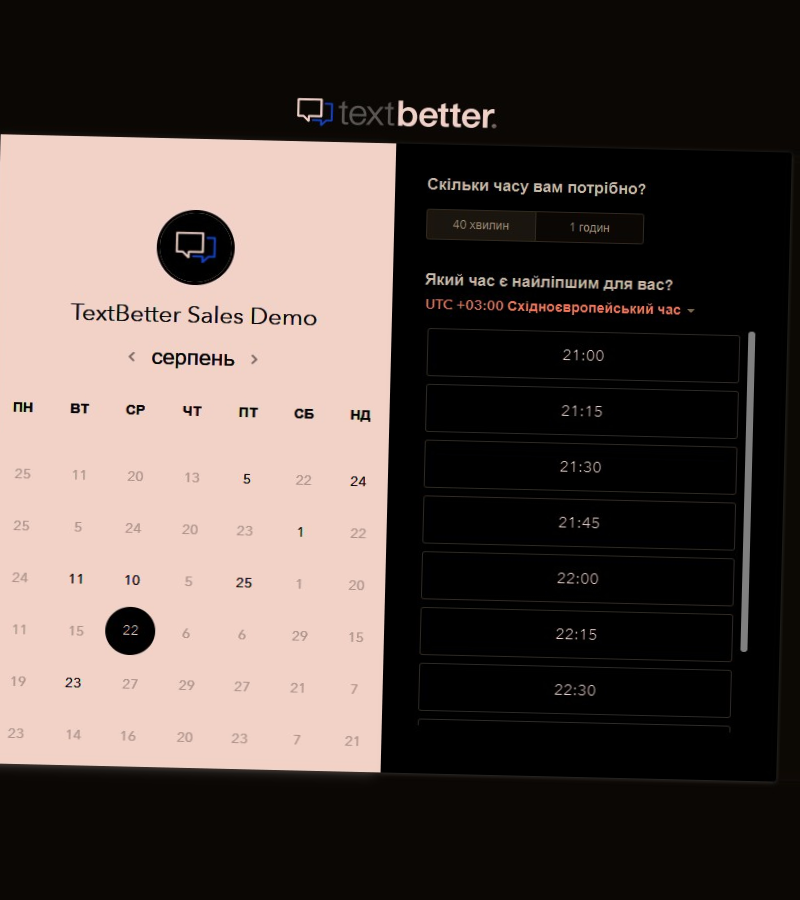 textbetter.
TextBetter Sales Demo
серпень
ПН ВТ СР ЧТ ПТ СБ НД
25 11 20 13 5 22 24
25 5 24 20 23 1 22
24 11 10 5 25 1 20
11 15 22 6 6 29 15
19 23 27 29 27 21 7
23 14 16 20 23 7 21
Скільки часу вам потрібно?
40 хвилин 1 годин
Який час є найліпшим для вас?
UTC +03:00 Східноєвропейський час
21:00
21:15
21:30
21:45
22:00
22:15
22:30